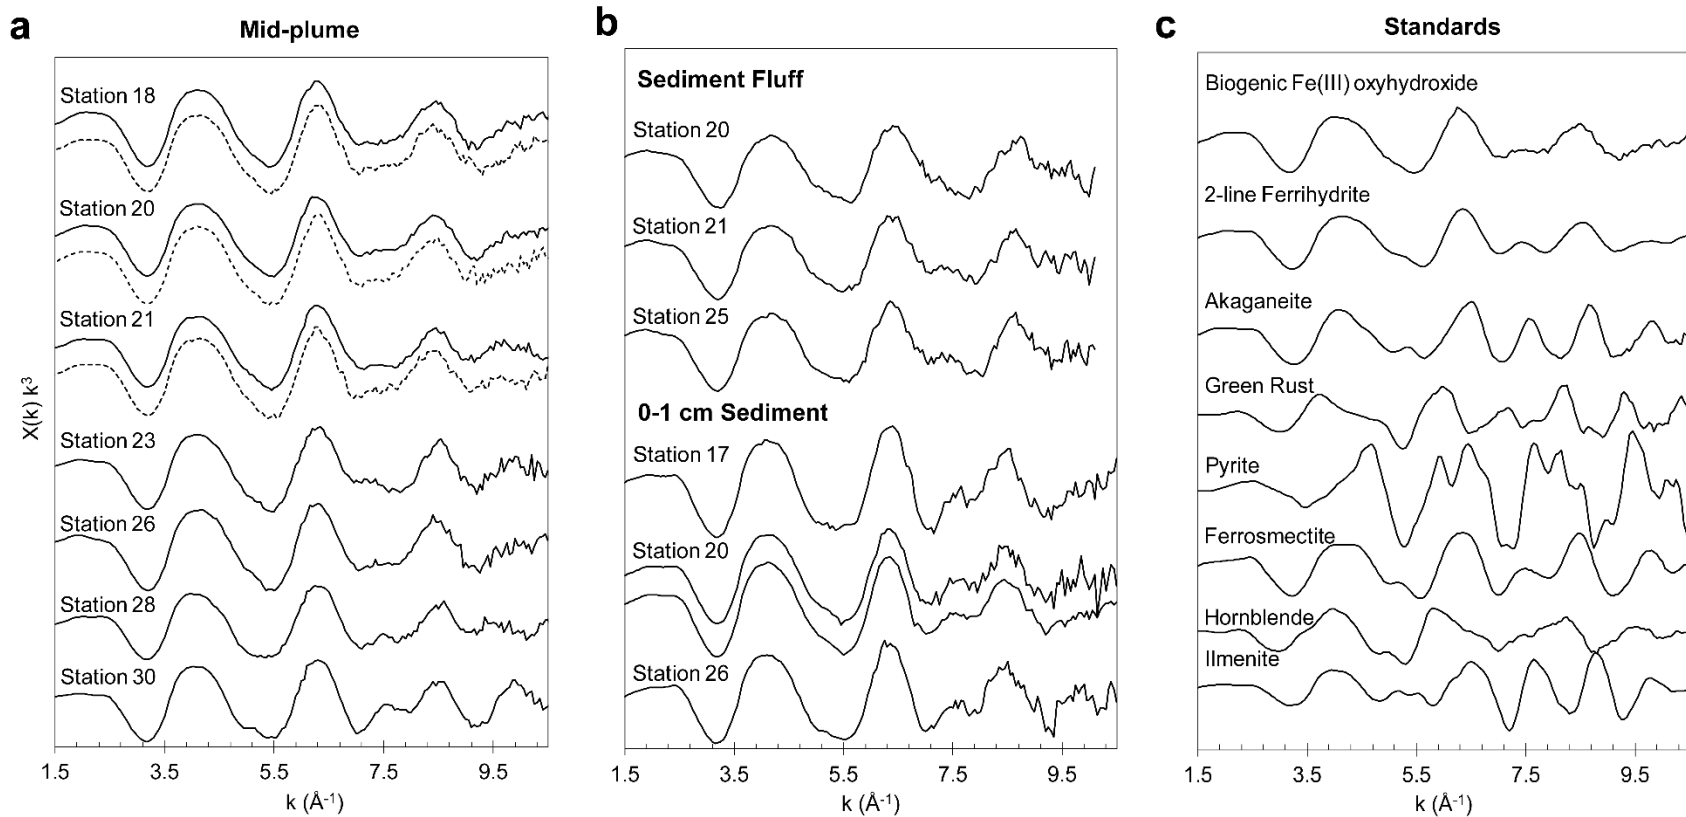 a
Mid-plume
Station 18
Station 20
Station 21
Station 23
Station 26
Station 28
Station 30
X(k) k³
1.5 3.5 5.5 7.5 9.5
k (Å⁻¹)
b
Sediment Fluff
Station 20
Station 21
Station 25
0-1 cm Sediment
Station 17
Station 20
Station 26
1.5 3.5 5.5 7.5 9.5
k (Å⁻¹)
c
Standards
Biogenic Fe(III) oxyhydroxide
2-line Ferrihydrite
Akaganeite
Green Rust
Pyrite
Ferrosmectite
Hornblende
Ilmenite
1.5 3.5 5.5 7.5 9.5
k (Å⁻¹)